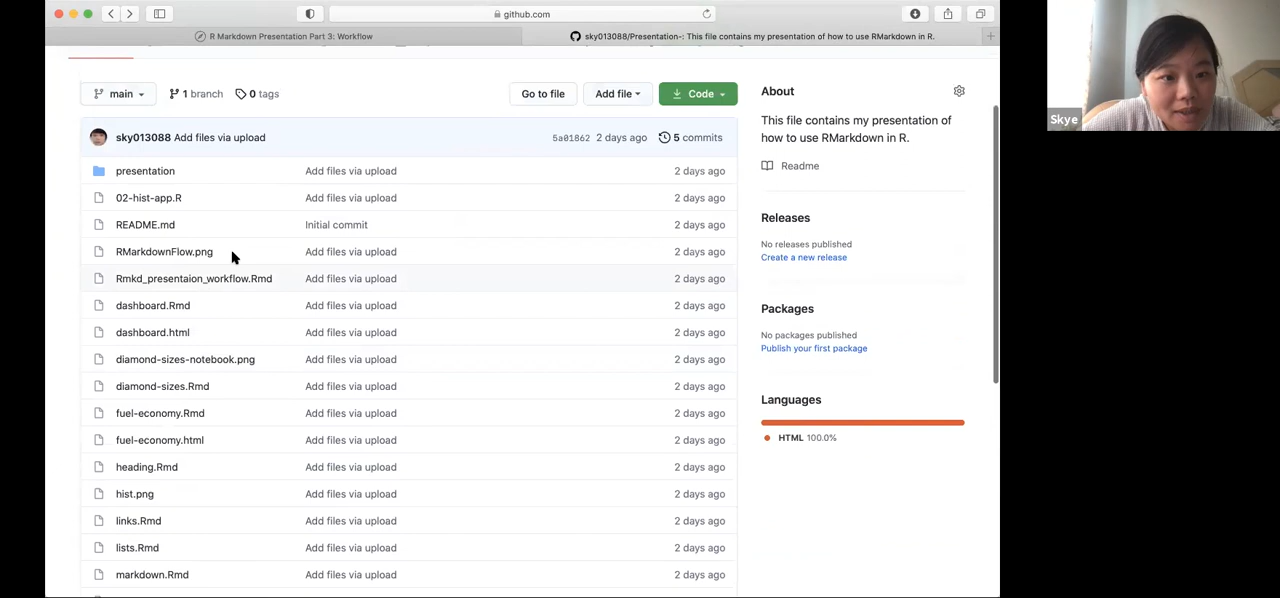 github.com
R Markdown Presentation Part 3: Workflow
sky013088/Presentation-: This file contains my presentation of how to use RMarkdown in R.
Skye
main
1 branch
0 tags
Go to file
Add file
Code
sky013088 Add files via upload 5a01862 2 days ago 5 commits
presentation Add files via upload 2 days ago
02-hist-app.R Add files via upload 2 days ago
README.md Initial commit 2 days ago
RMarkdownFlow.png Add files via upload 2 days ago
Rmkd_presentaion_workflow.Rmd Add files via upload 2 days ago
dashboard.Rmd Add files via upload 2 days ago
dashboard.html Add files via upload 2 days ago
diamond-sizes-notebook.png Add files via upload 2 days ago
diamond-sizes.Rmd Add files via upload 2 days ago
fuel-economy.Rmd Add files via upload 2 days ago
fuel-economy.html Add files via upload 2 days ago
heading.Rmd Add files via upload 2 days ago
hist.png Add files via upload 2 days ago
links.Rmd Add files via upload 2 days ago
lists.Rmd Add files via upload 2 days ago
markdown.Rmd Add files via upload 2 days ago
About
This file contains my presentation of
how to use RMarkdown in R.
Readme
Releases
No releases published
Create a new release
Packages
No packages published
Publish your first package
Languages
HTML 100.0%